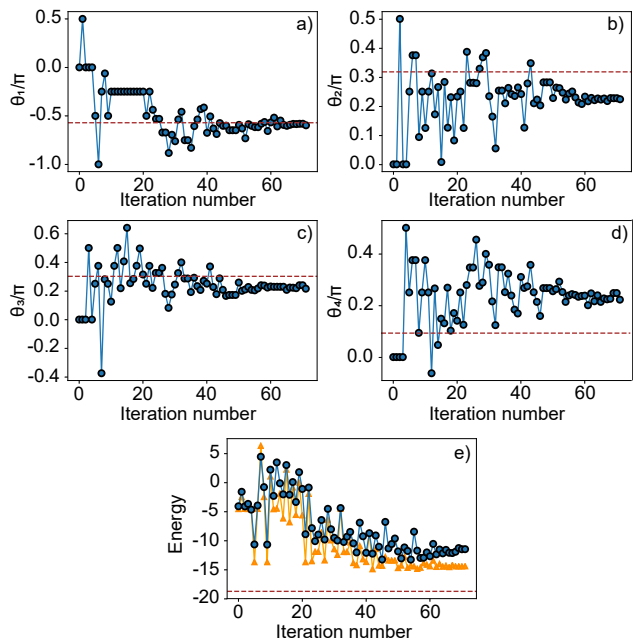 a)
0.5
0.0
−0.5
−1.0
θ₁/π
0 20 40 60
Iteration number
b)
0.5
0.4
0.3
0.2
0.1
0.0
θ₂/π
0 20 40 60
Iteration number
c)
0.6
0.4
0.2
0.0
−0.2
−0.4
θ₃/π
0 20 40 60
Iteration number
d)
0.4
0.2
0.0
θ₄/π
0 20 40 60
Iteration number
e)
5
0
−5
−10
−15
−20
Energy
0 20 40 60
Iteration number